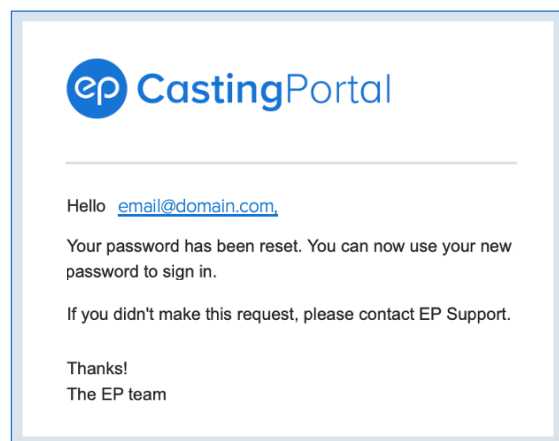 ep CastingPortal
Hello email@domain.com,
Your password has been reset. You can now use your new
password to sign in.
If you didn't make this request, please contact EP Support.
Thanks!
The EP team